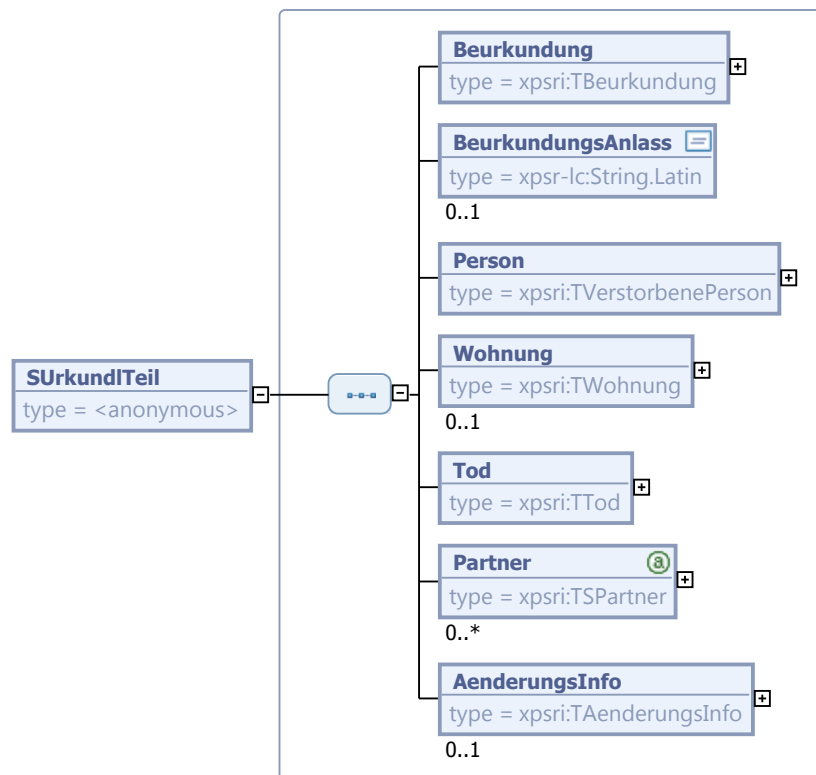 Beurkundung
type = xpsri:TBeurkundung
BeurkundungsAnlass
type = xpsr-lc:String.Latin
0..1
Person
type = xpsri:TVerstorbenePerson
Wohnung
type = xpsri:TWohnung
0..1
SUrkundlTeil
type = <anonymous>
Tod
type = xpsri:TTod
Partner
type = xpsri:TSPartner
0..*
AenderungsInfo
type = xpsri:TAenderungsInfo
0..1